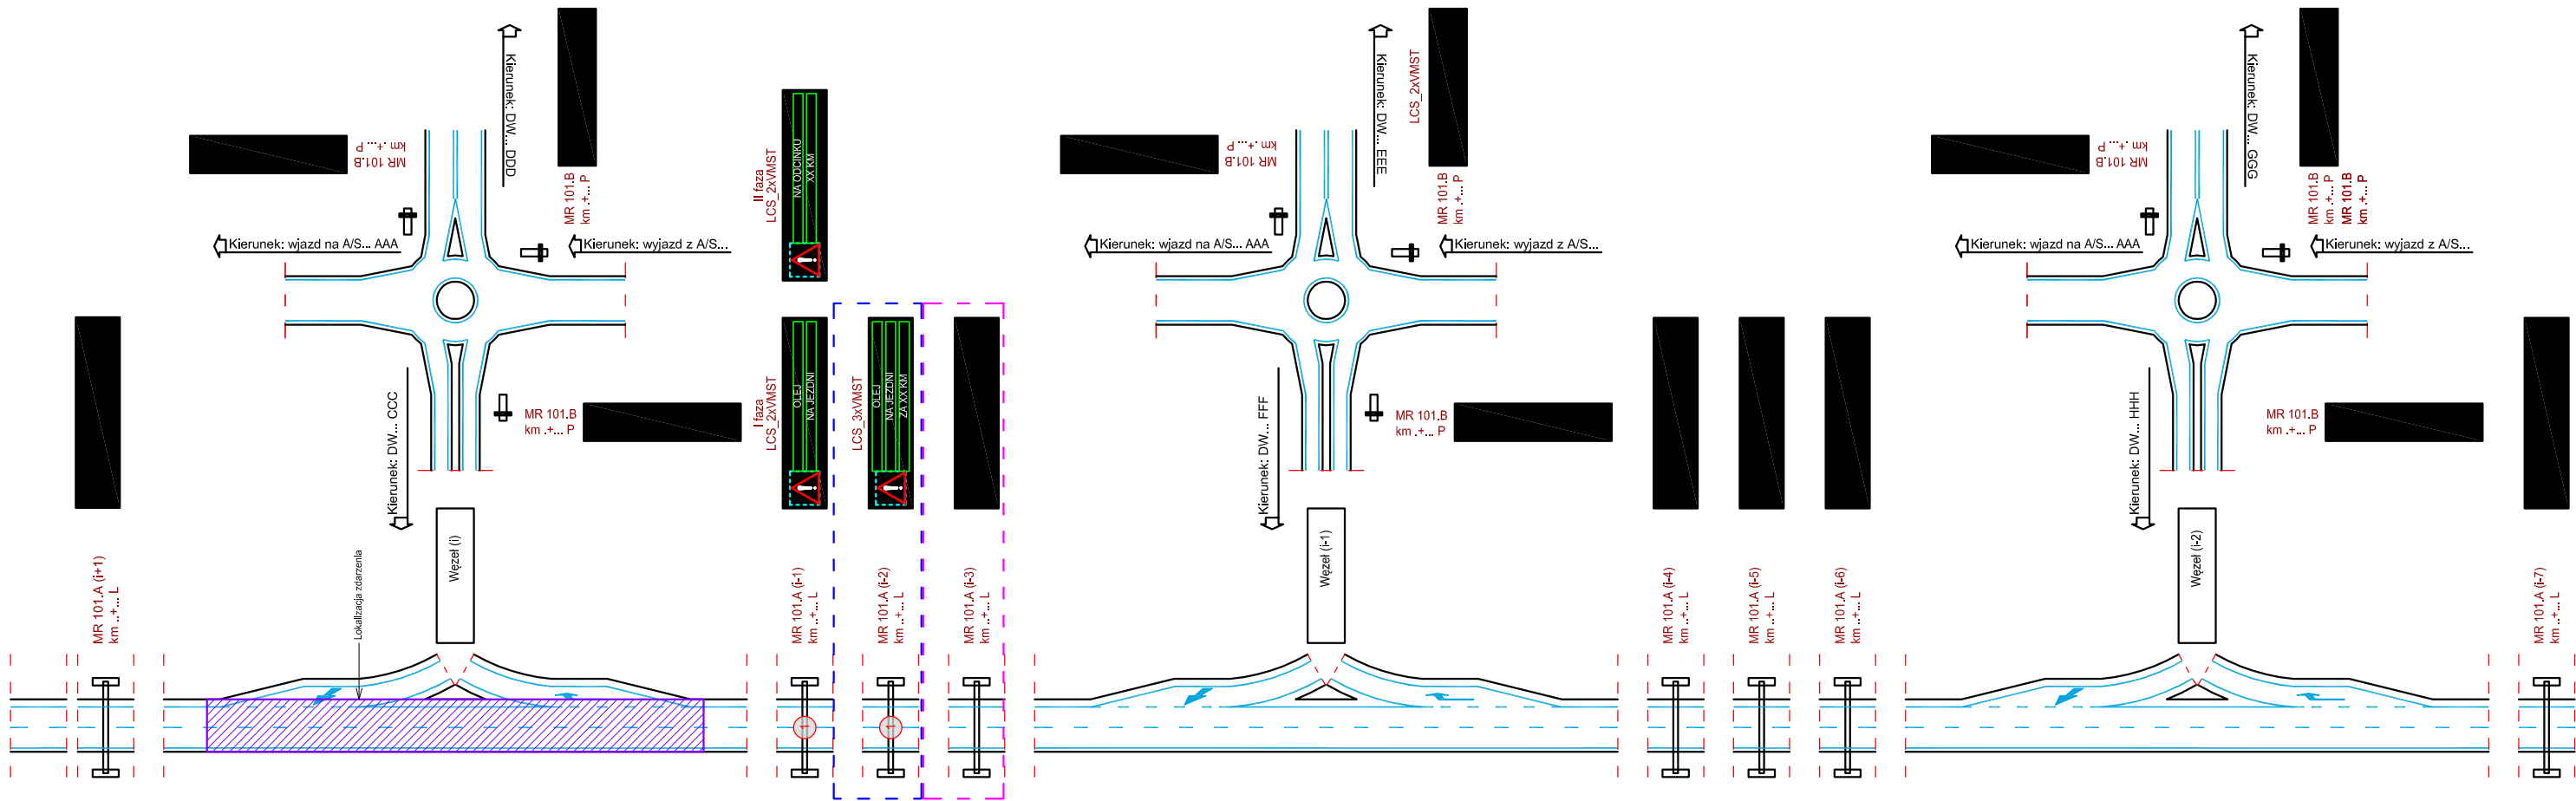 Kierunek: DW... DDD
MR 101.B
km .+... P
MR 101.B
km .+... P
Kierunek: wjazd na A/S... AAA
Kierunek: wyjazd z A/S...
Kierunek: DW... CCC
MR 101.B
km .+... P
Węzeł (i)
Lokalizacja zdarzenia
MR 101.A (i+1)
km ..+... L
II faza
LCS_2xVMST
NA ODCINKU
XX KM
I faza
LCS_2xVMST
OLEJ
NA JEZDNI
LCS_3xVMST
OLEJ
NA JEZDNI
ZA XX KM
MR 101.A (i-1)
km ..+... L
MR 101.A (i-2)
km ..+... L
MR 101.A (i-3)
km ..+... L
Kierunek: DW... EEE
LCS_2xVMST
MR 101.B
km .+... P
MR 101.B
km .+... P
Kierunek: wjazd na A/S... AAA
Kierunek: wyjazd z A/S...
Kierunek: DW... FFF
MR 101.B
km .+... P
Węzeł (i-1)
MR 101.A (i-4)
km ..+... L
MR 101.A (i-5)
km ..+... L
MR 101.A (i-6)
km ..+... L
Kierunek: DW... GGG
MR 101.B
km .+... P
MR 101.B
km .+... P
MR 101.B
km .+... P
Kierunek: wjazd na A/S... AAA
Kierunek: wyjazd z A/S...
Kierunek: DW... HHH
MR 101.B
km .+... P
Węzeł (i-2)
MR 101.A (i-7)
km ..+... L